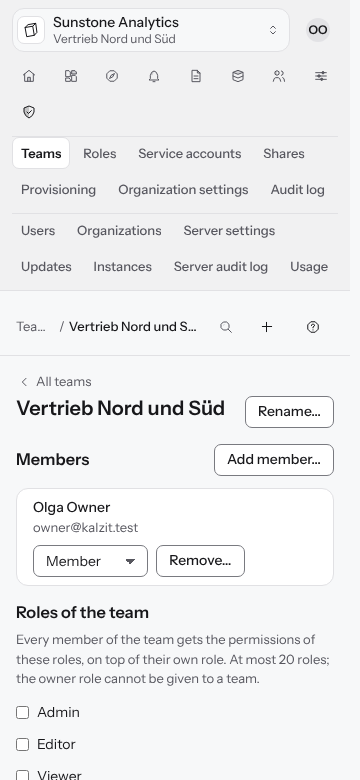 Sunstone Analytics
Vertrieb Nord und Süd
OO
Teams Roles Service accounts Shares
Provisioning Organization settings Audit log
Users Organizations Server settings
Updates Instances Server audit log Usage
Tea... / Vertrieb Nord und S...
All teams
Vertrieb Nord und Süd Rename...
Members Add member...
Olga Owner
owner@kalzit.test
Member Remove...
Roles of the team
Every member of the team gets the permissions of
these roles, on top of their own role. At most 20 roles;
the owner role cannot be given to a team.
Admin
Editor
Viewer